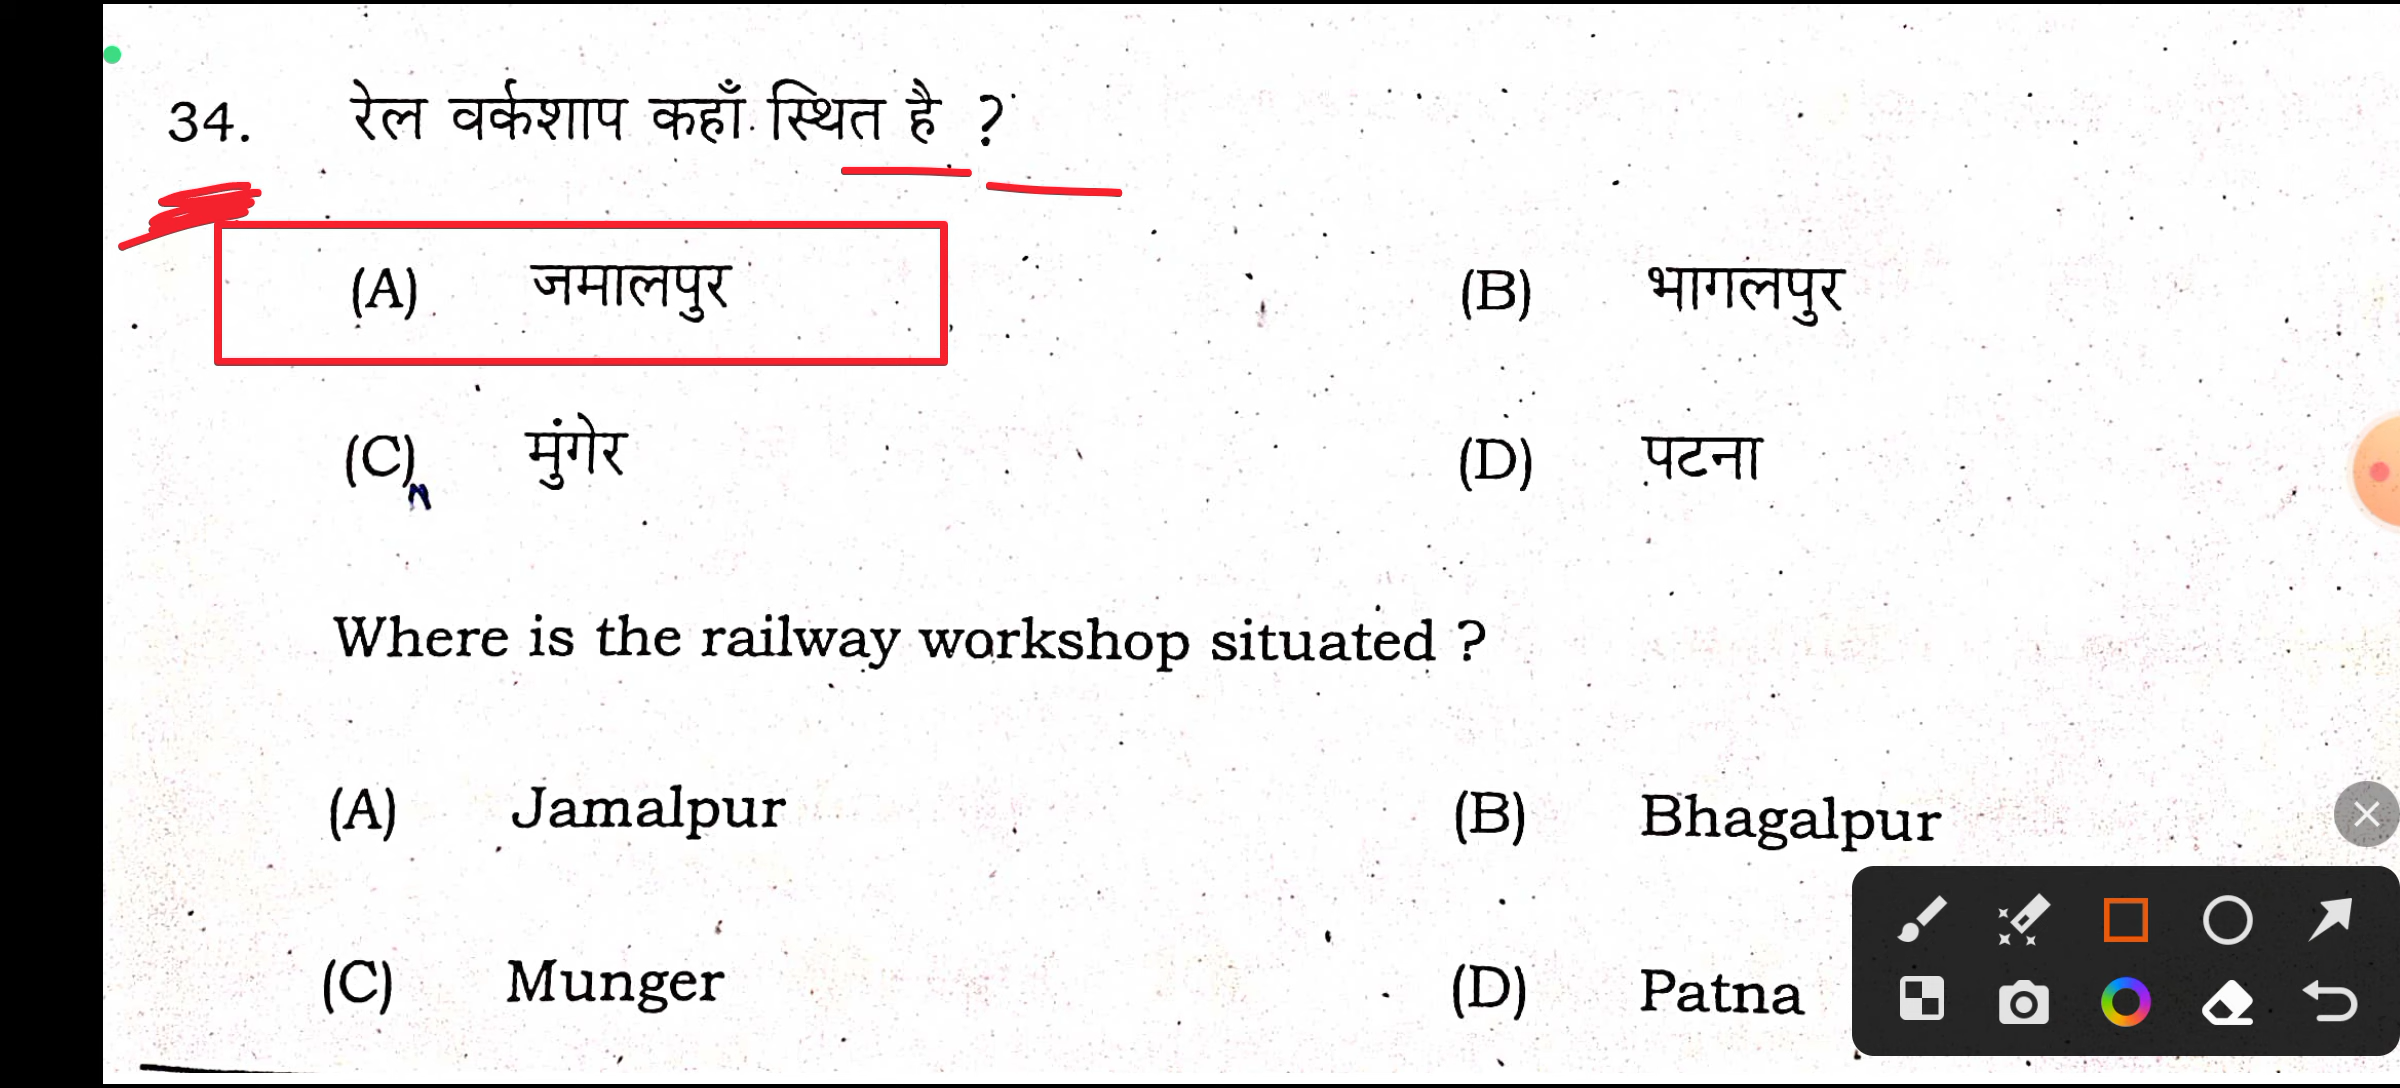 34. रेल वर्कशाप कहाँ स्थित है ?
(A) जमालपुर (B) भागलपुर
(C) मुंगेर (D) पटना
Where is the railway workshop situated ?
(A) Jamalpur (B) Bhagalpur
(C) Munger (D) Patna